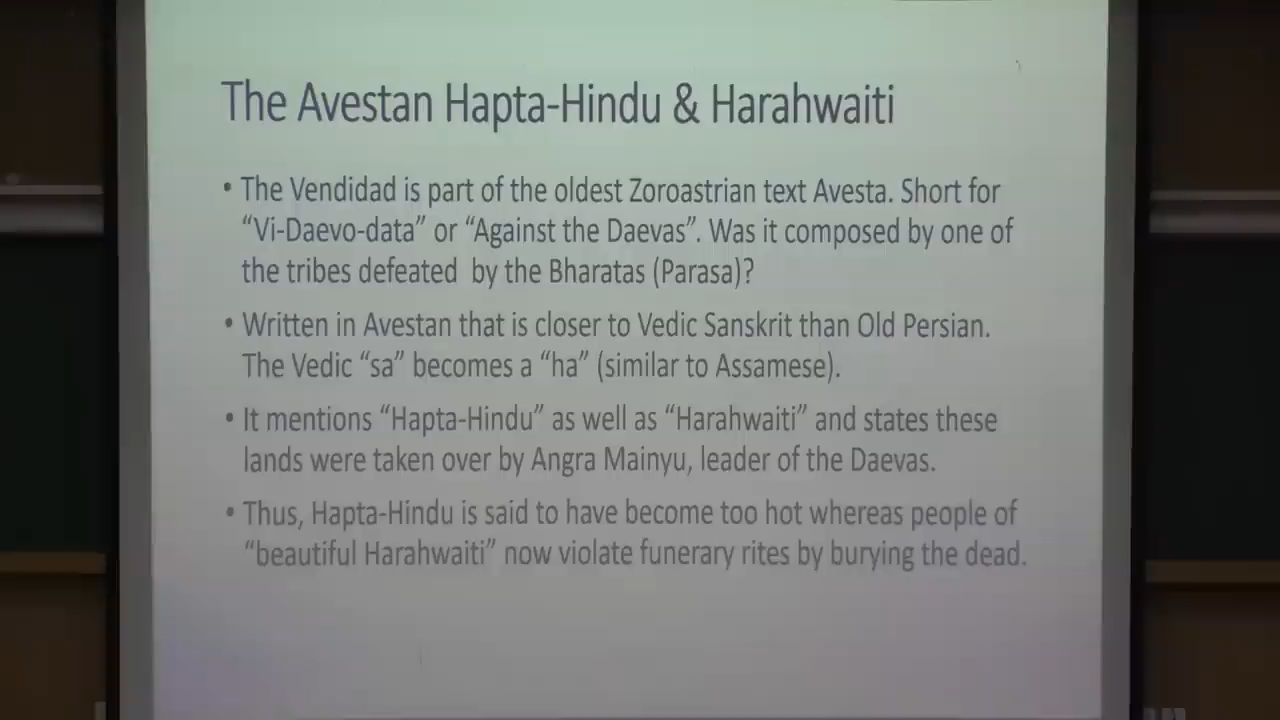 The Avestan Hapta-Hindu & Harahwaiti
• The Vendidad is part of the oldest Zoroastrian text Avesta. Short for
“Vi-Daevo-data” or “Against the Daevas”. Was it composed by one of
the tribes defeated by the Bharatas (Parasa)?
• Written in Avestan that is closer to Vedic Sanskrit than Old Persian.
The Vedic “sa” becomes a “ha” (similar to Assamese).
• It mentions “Hapta-Hindu” as well as “Harahwaiti” and states these
lands were taken over by Angra Mainyu, leader of the Daevas.
• Thus, Hapta-Hindu is said to have become too hot whereas people of
“beautiful Harahwaiti” now violate funerary rites by burying the dead.